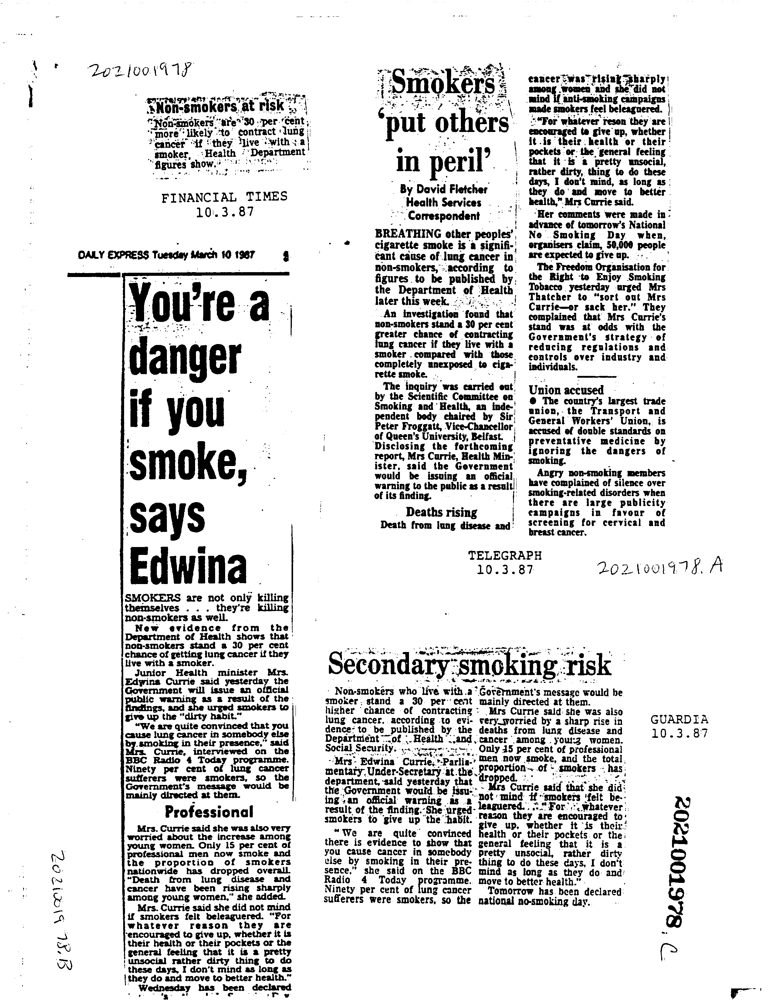 2021001978
Non-smokers at risk
Non-smokers are 30 per cent
more likely to contract lung
cancer if they live with a
smoker, Health Department
figures show.
FINANCIAL TIMES
10.3.87
DAILY EXPRESS Tuesday March 10 1987
You're a
danger
if you
smoke,
says
Edwina
SMOKERS are not only killing
themselves . . . they're killing
non-smokers as well.
New evidence from the
Department of Health shows that
non-smokers stand a 30 per cent
chance of getting lung cancer if they
live with a smoker.
Junior Health minister Mrs.
Edwina Currie said yesterday the
Government will issue an official
public warning as a result of the
findings, and she urged smokers to
give up the "dirty habit."
"We are quite convinced that you
cause lung cancer in somebody else
by smoking in their presence," said
Mrs. Currie, interviewed on the
BBC Radio 4 Today programme.
Ninety per cent of lung cancer
sufferers were smokers, so the
Government's message would be
mainly directed at them.
Professional
Mrs. Currie said she was also very
worried about the increase among
young women. Only 15 per cent of
professional men now smoke and
the proportion of smokers
nationwide has dropped overall.
"Death from lung disease and
cancer have been rising sharply
among young women," she added.
Mrs. Currie said she did not mind
if smokers felt beleaguered. "For
whatever reason they are
encouraged to give up, whether it is
their health or their pockets or the
general feeling that it is a pretty
unsocial rather dirty thing to do
these days, I don't mind as long as
they do and move to better health."
Wednesday has been declared
2021001978.B
Smokers
'put others
in peril'
By David Fletcher
Health Services
Correspondent
BREATHING other peoples'
cigarette smoke is a signifi-
cant cause of lung cancer in
non-smokers, according to
figures to be published by
the Department of Health
later this week.
An investigation found that
non-smokers stand a 30 per cent
greater chance of contracting
lung cancer if they live with a
smoker compared with those
completely unexposed to ciga-
rette smoke.
The inquiry was carried out
by the Scientific Committee on
Smoking and Health, an inde-
pendent body chaired by Sir
Peter Froggatt, Vice-Chancellor
of Queen's University, Belfast.
Disclosing the forthcoming
report, Mrs Currie, Health Min-
ister, said the Government
would be issuing an official
warning to the public as a result
of its finding.
Deaths rising
Death from lung disease and
cancer was rising sharply
among women and she did not
mind if anti-smoking campaigns
made smokers feel beleaguered.
"For whatever reson they are
encouraged to give up, whether
it is their health or their
pockets or the general feeling
that it is a pretty unsocial,
rather dirty, thing to do these
days, I don't mind, as long as
they do and move to better
health," Mrs Currie said.
Her comments were made in
advance of tomorrow's National
No Smoking Day when,
organisers claim, 50,000 people
are expected to give up.
The Freedom Organisation for
the Right to Enjoy Smoking
Tobacco yesterday urged Mrs
Thatcher to "sort out Mrs
Currie—or sack her." They
complained that Mrs Currie's
stand was at odds with the
Government's strategy of
reducing regulations and
controls over industry and
individuals.
Union accused
● The country's largest trade
union, the Transport and
General Workers' Union, is
accused of double standards on
preventative medicine by
ignoring the dangers of
smoking.
Angry non-smoking members
have complained of silence over
smoking-related disorders when
there are large publicity
campaigns in favour of
screening for cervical and
breast cancer.
TELEGRAPH
10.3.87
2021001978.A
Secondary smoking risk
Non-smokers who live with a
smoker stand a 30 per cent
higher chance of contracting
lung cancer, according to evi-
dence to be published by the
Department of Health and
Social Security.
Mrs Edwina Currie, Parlia-
mentary Under-Secretary at the
department, said yesterday that
the Government would be issu-
ing an official warning as a
result of the finding. She urged
smokers to give up the habit.
"We are quite convinced
there is evidence to show that
you cause cancer in somebody
else by smoking in their pre-
sence," she said on the BBC
Radio 4 Today programme.
Ninety per cent of lung cancer
sufferers were smokers, so the
Government's message would be
mainly directed at them.
Mrs Currie said she was also
very worried by a sharp rise in
deaths from lung disease and
cancer among young women.
Only 15 per cent of professional
men now smoke, and the total
proportion of smokers has
dropped.
Mrs Currie said that she did
not mind if smokers felt be-
leaguered. "For whatever
reason they are encouraged to
give up, whether it is their
health or their pockets or the
general feeling that it is a
pretty unsocial, rather dirty
thing to do these days, I don't
mind as long as they do and
move to better health."
Tomorrow has been declared
national no-smoking day.
GUARDIA
10.3.87
2021001978, C